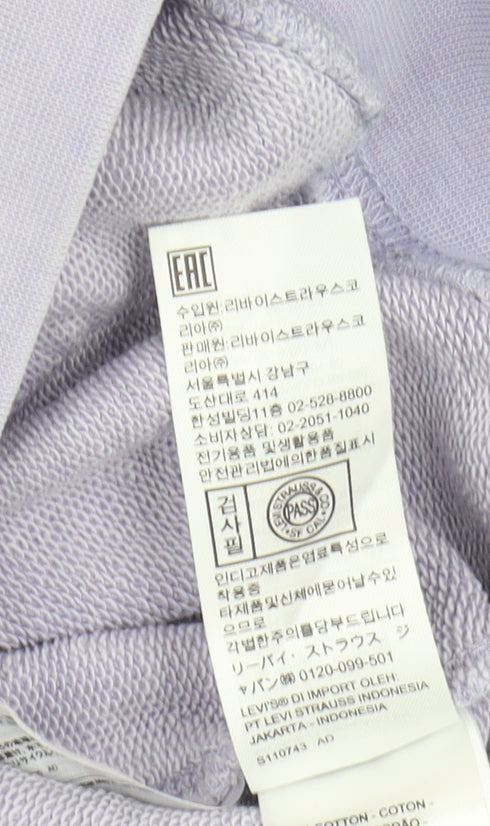 EAC
수입원:리바이스트라우스코
리아㈜
판매원:리바이스트라우스코
리아㈜
서울특별시 강남구
도산대로 414
한성빌딩11층 02-528-8800
소비자상담: 02-2051-1040
전기용품 및생활용품
안전관리법에의한품질표시
검사필
LEVI STRAUSS & CO
PASS
SF CAL
인디고제품은염료특성으로
착용중
타제품및신체에묻어날수있
으므로
각별한주의를당부드립니다
リーバイ・ストラウス ジ
ャパン㈱ 0120-099-501
LEVI'S® DI IMPORT OLEH:
PT LEVI STRAUSS INDONESIA
JAKARTA - INDONESIA
S110743 AD
COTTON - COTON -